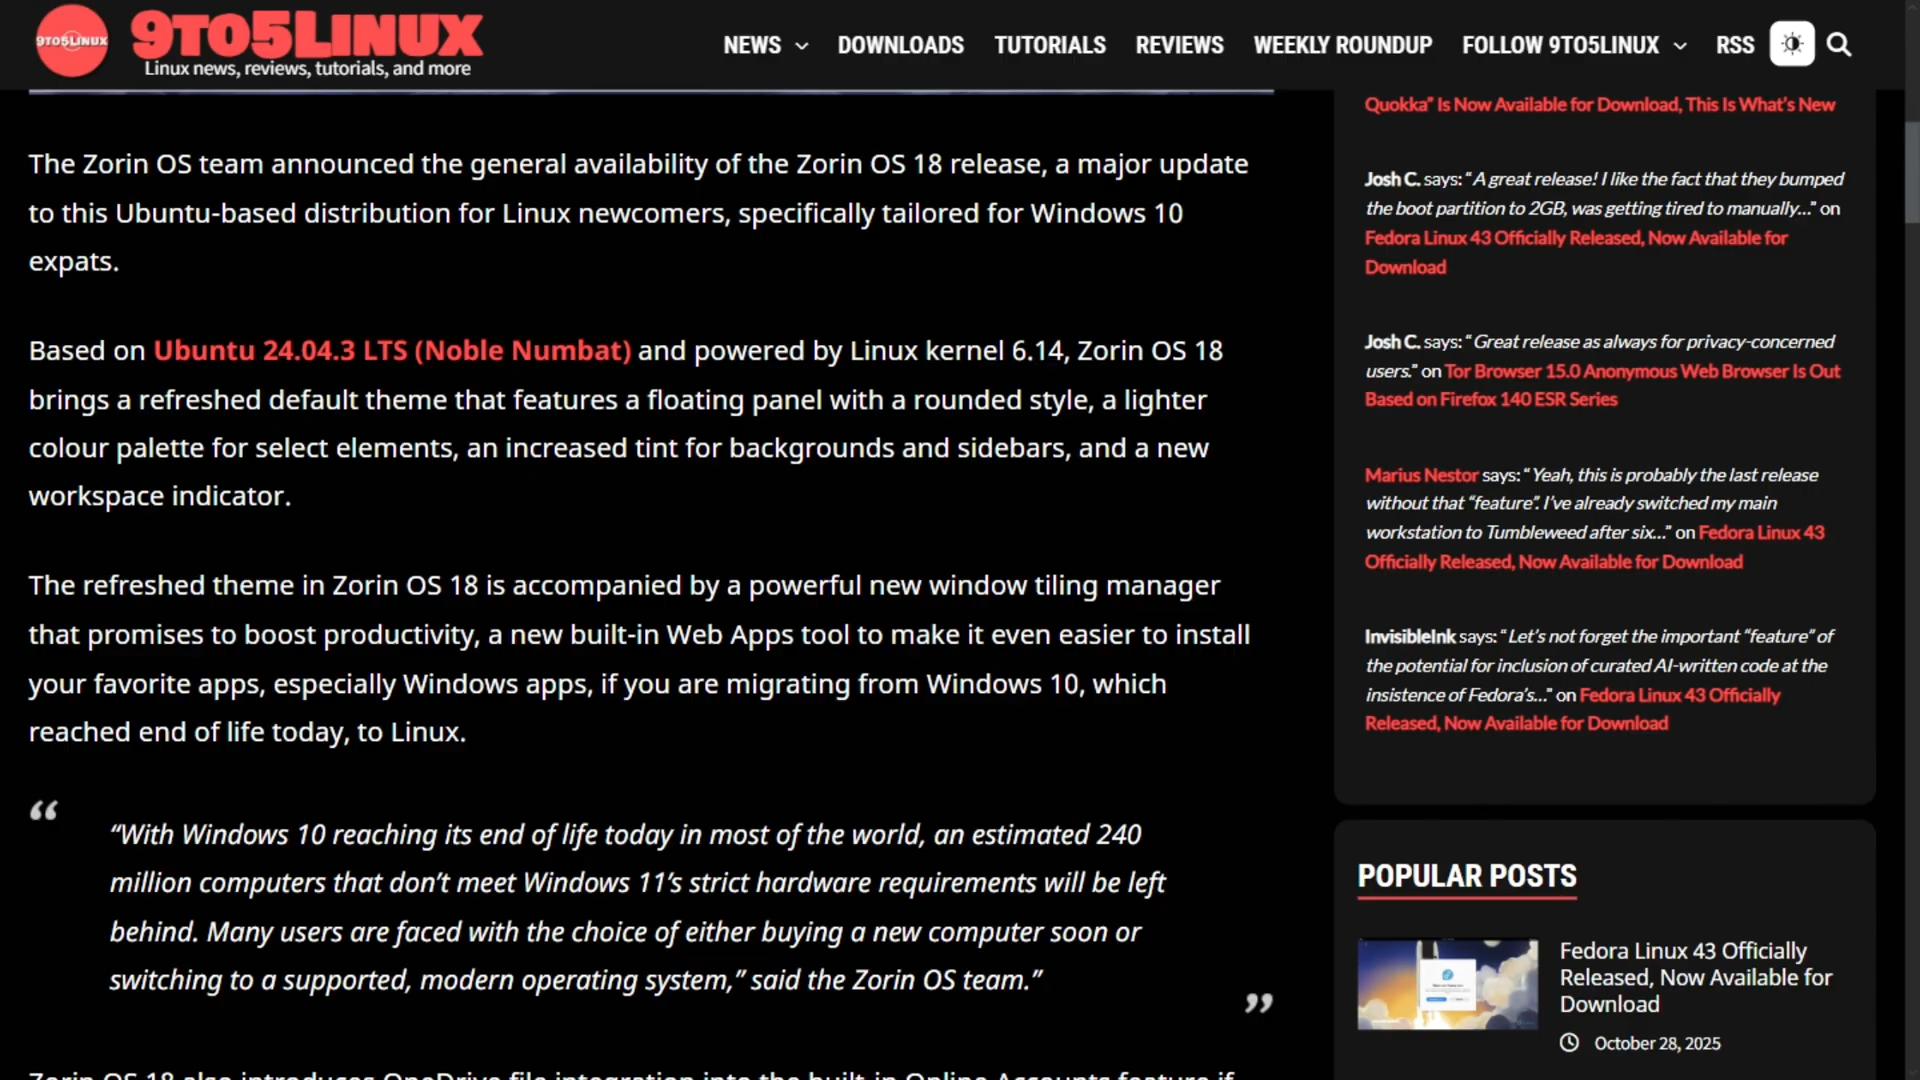 9TO5LINUX
9TO5LINUX
Linux news, reviews, tutorials, and more
NEWS
DOWNLOADS
TUTORIALS
REVIEWS
WEEKLY ROUNDUP
FOLLOW 9TO5LINUX
RSS
The Zorin OS team announced the general availability of the Zorin OS 18 release, a major update
to this Ubuntu-based distribution for Linux newcomers, specifically tailored for Windows 10
expats.
Based on Ubuntu 24.04.3 LTS (Noble Numbat) and powered by Linux kernel 6.14, Zorin OS 18
brings a refreshed default theme that features a floating panel with a rounded style, a lighter
colour palette for select elements, an increased tint for backgrounds and sidebars, and a new
workspace indicator.
The refreshed theme in Zorin OS 18 is accompanied by a powerful new window tiling manager
that promises to boost productivity, a new built-in Web Apps tool to make it even easier to install
your favorite apps, especially Windows apps, if you are migrating from Windows 10, which
reached end of life today, to Linux.
“
“With Windows 10 reaching its end of life today in most of the world, an estimated 240
million computers that don’t meet Windows 11’s strict hardware requirements will be left
behind. Many users are faced with the choice of either buying a new computer soon or
switching to a supported, modern operating system,” said the Zorin OS team.”
”
Zorin OS 18 also introduces OneDrive file integration into the built-in Online Accounts feature if
Quokka” Is Now Available for Download, This Is What’s New
Josh C. says: “A great release! I like the fact that they bumped
the boot partition to 2GB, was getting tired to manually…” on
Fedora Linux 43 Officially Released, Now Available for
Download
Josh C. says: “Great release as always for privacy-concerned
users.” on Tor Browser 15.0 Anonymous Web Browser Is Out
Based on Firefox 140 ESR Series
Marius Nestor says: “Yeah, this is probably the last release
without that “feature”. I’ve already switched my main
workstation to Tumbleweed after six…” on Fedora Linux 43
Officially Released, Now Available for Download
InvisibleInk says: “Let’s not forget the important “feature” of
the potential for inclusion of curated AI-written code at the
insistence of Fedora’s…” on Fedora Linux 43 Officially
Released, Now Available for Download
POPULAR POSTS
Fedora Linux 43 Officially
Released, Now Available for
Download
October 28, 2025